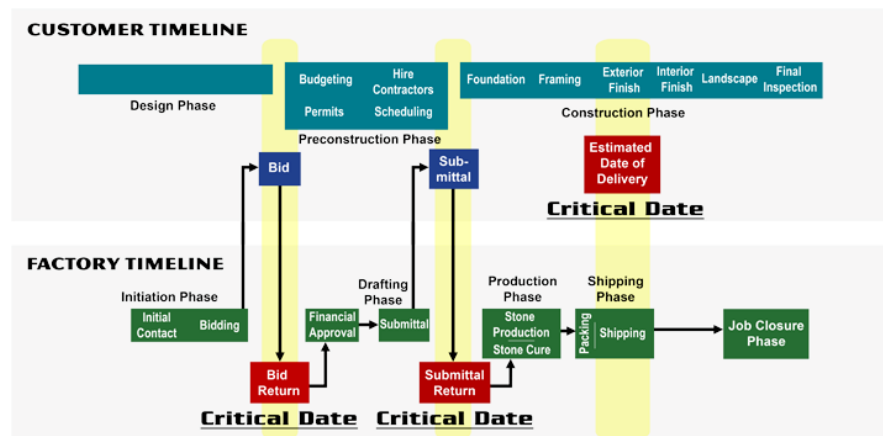 CUSTOMER TIMELINE
Design Phase
Budgeting
Hire
Contractors
Permits
Scheduling
Preconstruction Phase
Foundation
Framing
Exterior
Finish
Interior
Finish
Landscape
Final
Inspection
Construction Phase
Bid
Sub-
mittal
Estimated
Date of
Delivery
Critical Date
FACTORY TIMELINE
Initiation Phase
Initial
Contact
Bidding
Bid
Return
Critical Date
Financial
Approval
Drafting
Phase
Submittal
Submittal
Return
Critical Date
Production
Phase
Stone
Production
Stone Cure
Shipping
Phase
Packing
Shipping
Job Closure
Phase